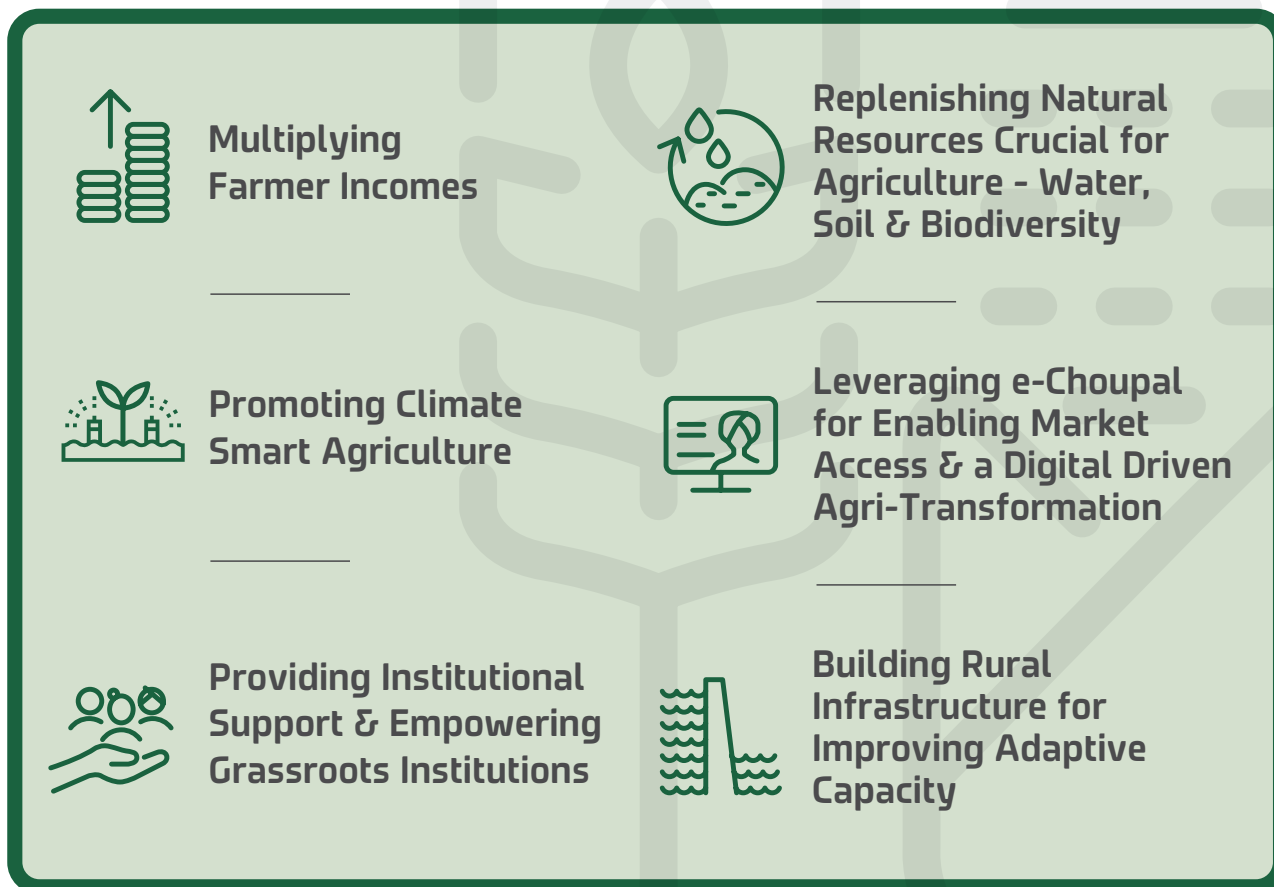 Multiplying
Farmer Incomes
Replenishing Natural
Resources Crucial for
Agriculture - Water,
Soil & Biodiversity
Promoting Climate
Smart Agriculture
Leveraging e-Choupal
for Enabling Market
Access & a Digital Driven
Agri-Transformation
Providing Institutional
Support & Empowering
Grassroots Institutions
Building Rural
Infrastructure for
Improving Adaptive
Capacity